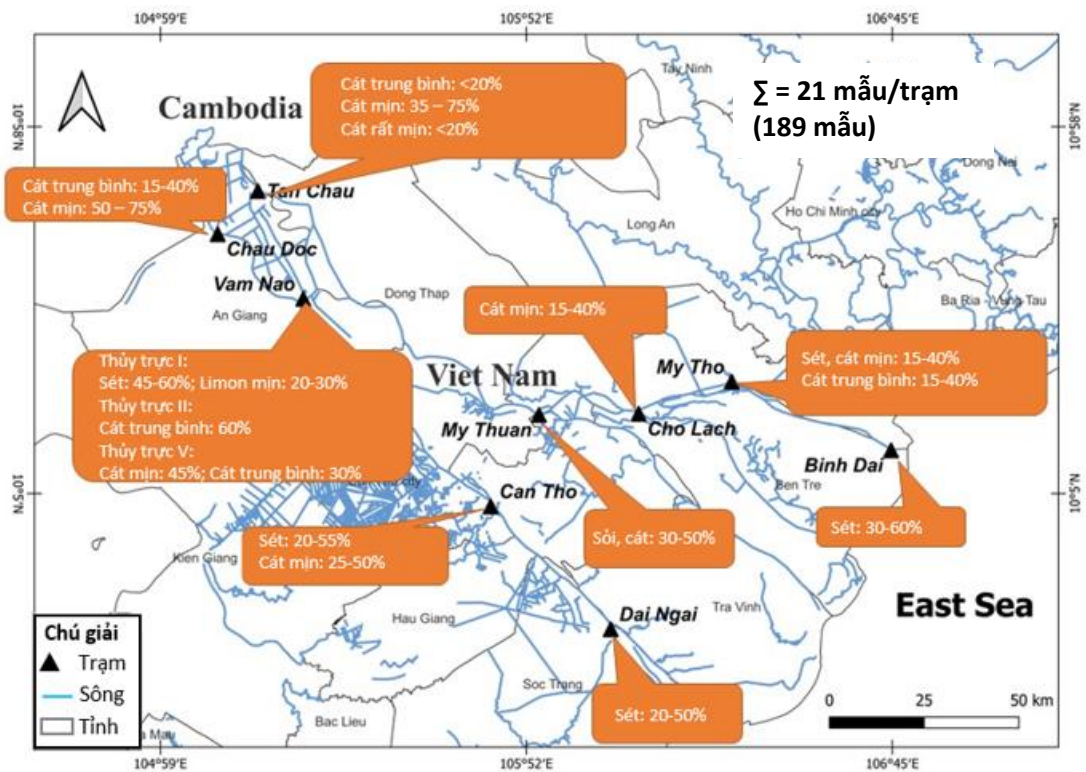 104°59'E
105°52'E
106°45'E
Tay Ninh
Cát trung bình: <20%
Cát mịn: 35 – 75%
Cát rất mịn: <20%
∑ = 21 mẫu/trạm
(189 mẫu)
Cambodia
10°58'N
10°58'N
Dong Nai
Cát trung bình: 15-40%
Cát mịn: 50 – 75%
Tan Chau
Ho Chi Minh city
Long An
Chau Doc
Vam Nao
Dong Thap
An Giang
Ba Ria - Vung Tau
Cát mịn: 15-40%
Thủy trực I:
Sét: 45-60%; Limon mịn: 20-30%
Thủy trực II:
Cát trung bình: 60%
Thủy trực V:
Cát mịn: 45%; Cát trung bình: 30%
Viet Nam
My Tho
Sét, cát mịn: 15-40%
Cát trung bình: 15-40%
My Thuan
Cho Lach
Binh Dai
Ben Tre
Can Tho
10°5'N
10°5'N
Sét: 20-55%
Cát mịn: 25-50%
Sỏi, cát: 30-50%
Sét: 30-60%
Kien Giang
Hau Giang
Dai Ngai
Tra Vinh
East Sea
Chú giải
Trạm
Sông
Tỉnh
Soc Trang
Sét: 20-50%
Bac Lieu
Mau
0 25 50 km